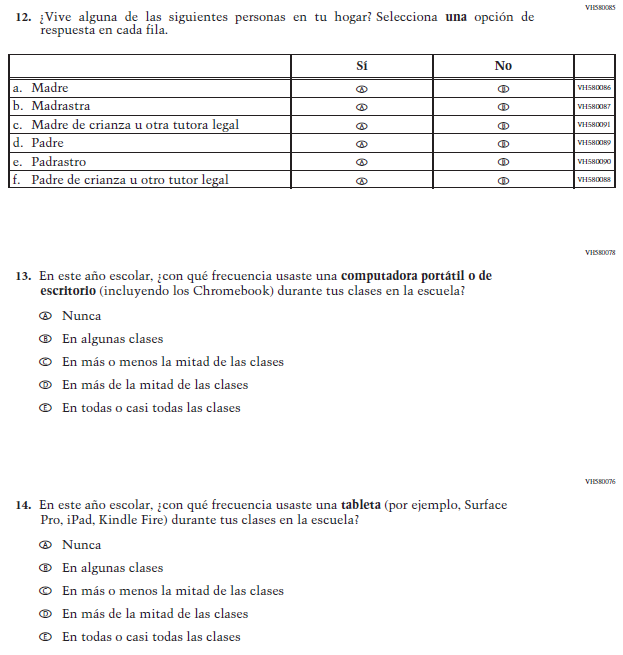 VH580085
12. ¿Vive alguna de las siguientes personas en tu hogar? Selecciona una opción de
respuesta en cada fila.
Sí No
a. Madre Ⓐ Ⓑ VH580086
b. Madrastra Ⓐ Ⓑ VH580087
c. Madre de crianza u otra tutora legal Ⓐ Ⓑ VH580091
d. Padre Ⓐ Ⓑ VH580089
e. Padrastro Ⓐ Ⓑ VH580090
f. Padre de crianza u otro tutor legal Ⓐ Ⓑ VH580088
VH580078
13. En este año escolar, ¿con qué frecuencia usaste una computadora portátil o de
escritorio (incluyendo los Chromebook) durante tus clases en la escuela?
Ⓐ Nunca
Ⓑ En algunas clases
Ⓒ En más o menos la mitad de las clases
Ⓓ En más de la mitad de las clases
Ⓔ En todas o casi todas las clases
VH580076
14. En este año escolar, ¿con qué frecuencia usaste una tableta (por ejemplo, Surface
Pro, iPad, Kindle Fire) durante tus clases en la escuela?
Ⓐ Nunca
Ⓑ En algunas clases
Ⓒ En más o menos la mitad de las clases
Ⓓ En más de la mitad de las clases
Ⓔ En todas o casi todas las clases